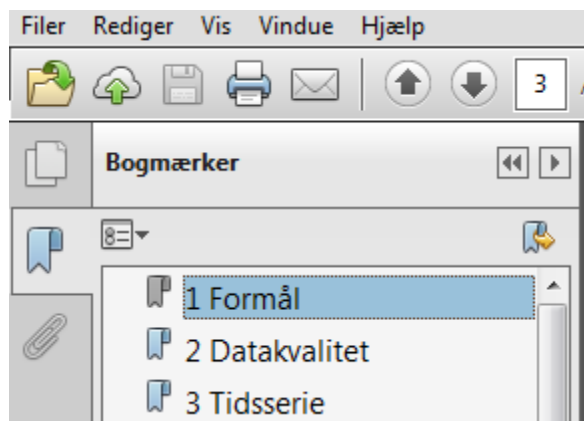 Filer Rediger Vis Vindue Hjælp
3
Bogmærker
1 Formål
2 Datakvalitet
3 Tidsserie